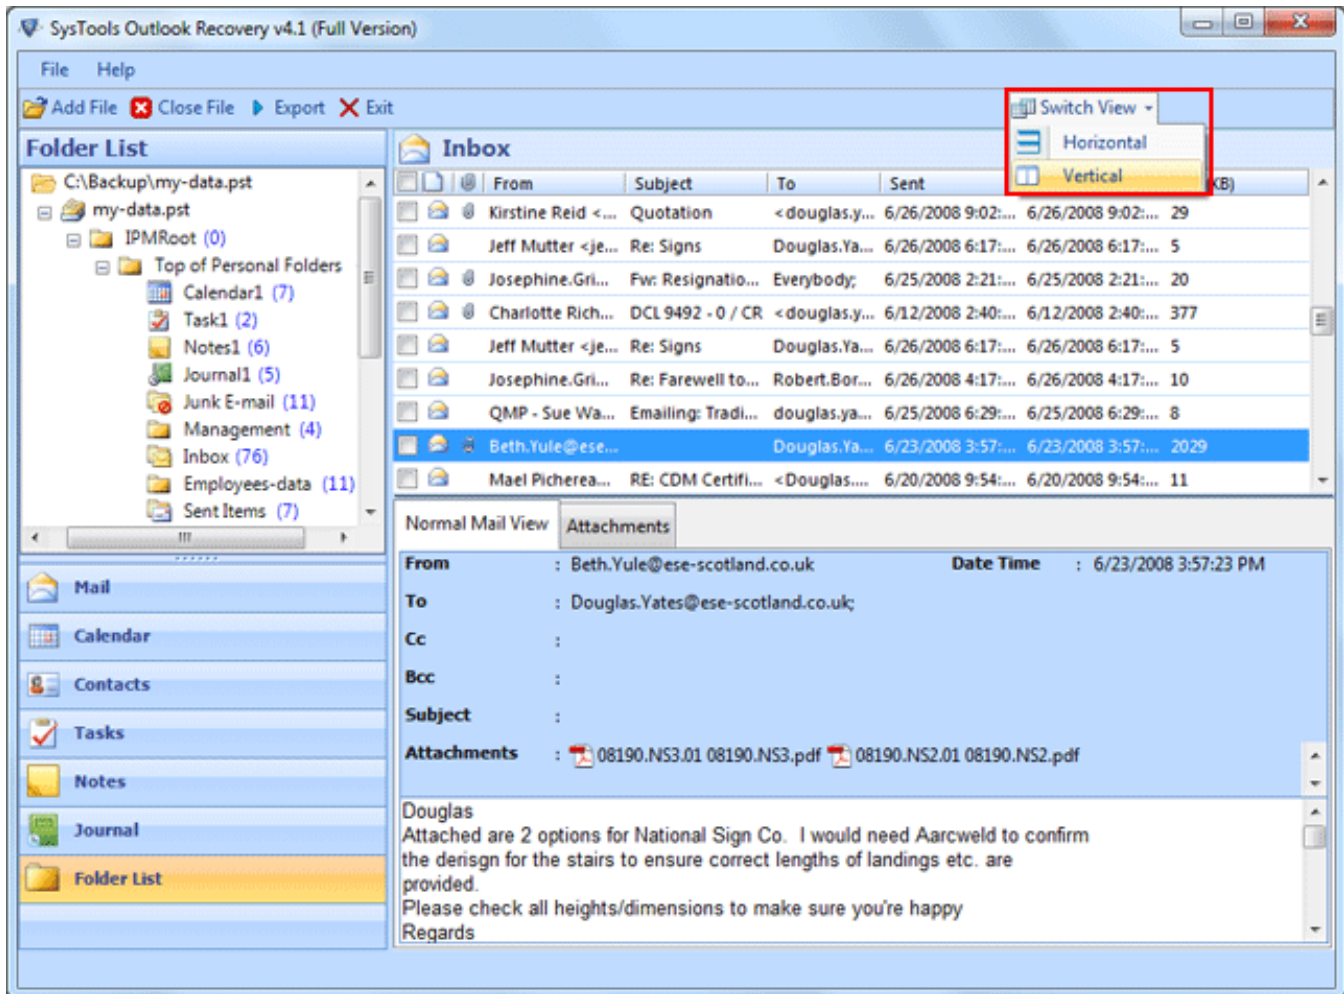 SysTools Outlook Recovery v4.1 (Full Version)
File Help
Add File Close File Export Exit Switch View
Horizontal
Vertical
Folder List
C:\Backup\my-data.pst
my-data.pst
IPMRoot (0)
Top of Personal Folders
Calendar1 (7)
Task1 (2)
Notes1 (6)
Journal1 (5)
Junk E-mail (11)
Management (4)
Inbox (76)
Employees-data (11)
Sent Items (7)
Mail
Calendar
Contacts
Tasks
Notes
Journal
Folder List
Inbox
From Subject To Sent KB)
Kirstine Reid <... Quotation <douglas.y... 6/26/2008 9:02:... 6/26/2008 9:02:... 29
Jeff Mutter <je... Re: Signs Douglas.Ya... 6/26/2008 6:17:... 6/26/2008 6:17:... 5
Josephine.Gri... Fw: Resignatio... Everybody; 6/25/2008 2:21:... 6/25/2008 2:21:... 20
Charlotte Rich... DCL 9492 - 0 / CR <douglas.y... 6/12/2008 2:40:... 6/12/2008 2:40:... 377
Jeff Mutter <je... Re: Signs Douglas.Ya... 6/26/2008 6:17:... 6/26/2008 6:17:... 5
Josephine.Gri... Re: Farewell to... Robert.Bor... 6/26/2008 4:17:... 6/26/2008 4:17:... 10
QMP - Sue Wa... Emailing: Tradi... douglas.ya... 6/25/2008 6:29:... 6/25/2008 6:29:... 8
Beth.Yule@ese... Douglas.Ya... 6/23/2008 3:57:... 6/23/2008 3:57:... 2029
Mael Picherea... RE: CDM Certifi... <Douglas.... 6/20/2008 9:54:... 6/20/2008 9:54:... 11
Normal Mail View Attachments
From : Beth.Yule@ese-scotland.co.uk Date Time : 6/23/2008 3:57:23 PM
To : Douglas.Yates@ese-scotland.co.uk;
Cc :
Bcc :
Subject :
Attachments : 08190.NS3.01 08190.NS3.pdf 08190.NS2.01 08190.NS2.pdf
Douglas
Attached are 2 options for National Sign Co. I would need Aarcweld to confirm
the derisgn for the stairs to ensure correct lengths of landings etc. are
provided.
Please check all heights/dimensions to make sure you're happy
Regards